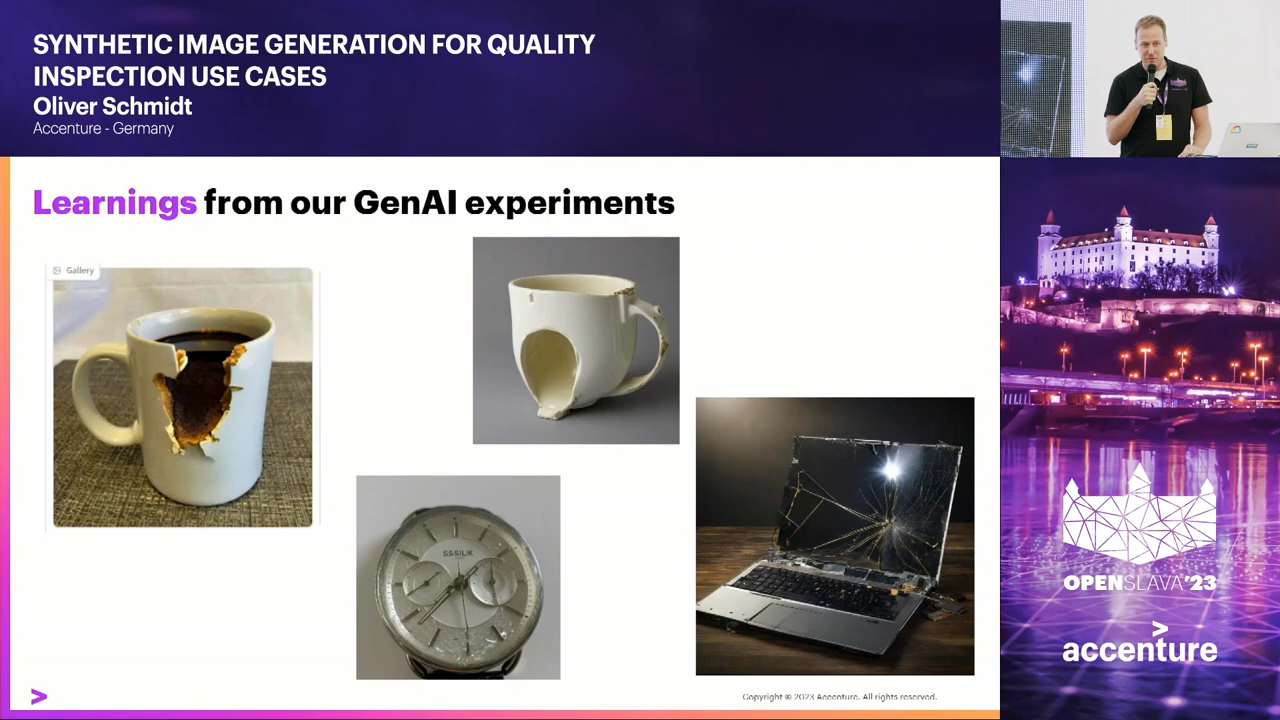 SYNTHETIC IMAGE GENERATION FOR QUALITY
INSPECTION USE CASES
Oliver Schmidt
Accenture - Germany
Learnings from our GenAI experiments
Gallery
SSSILIK
Copyright © 2023 Accenture. All rights reserved.
OPENSLAVA'23
accenture